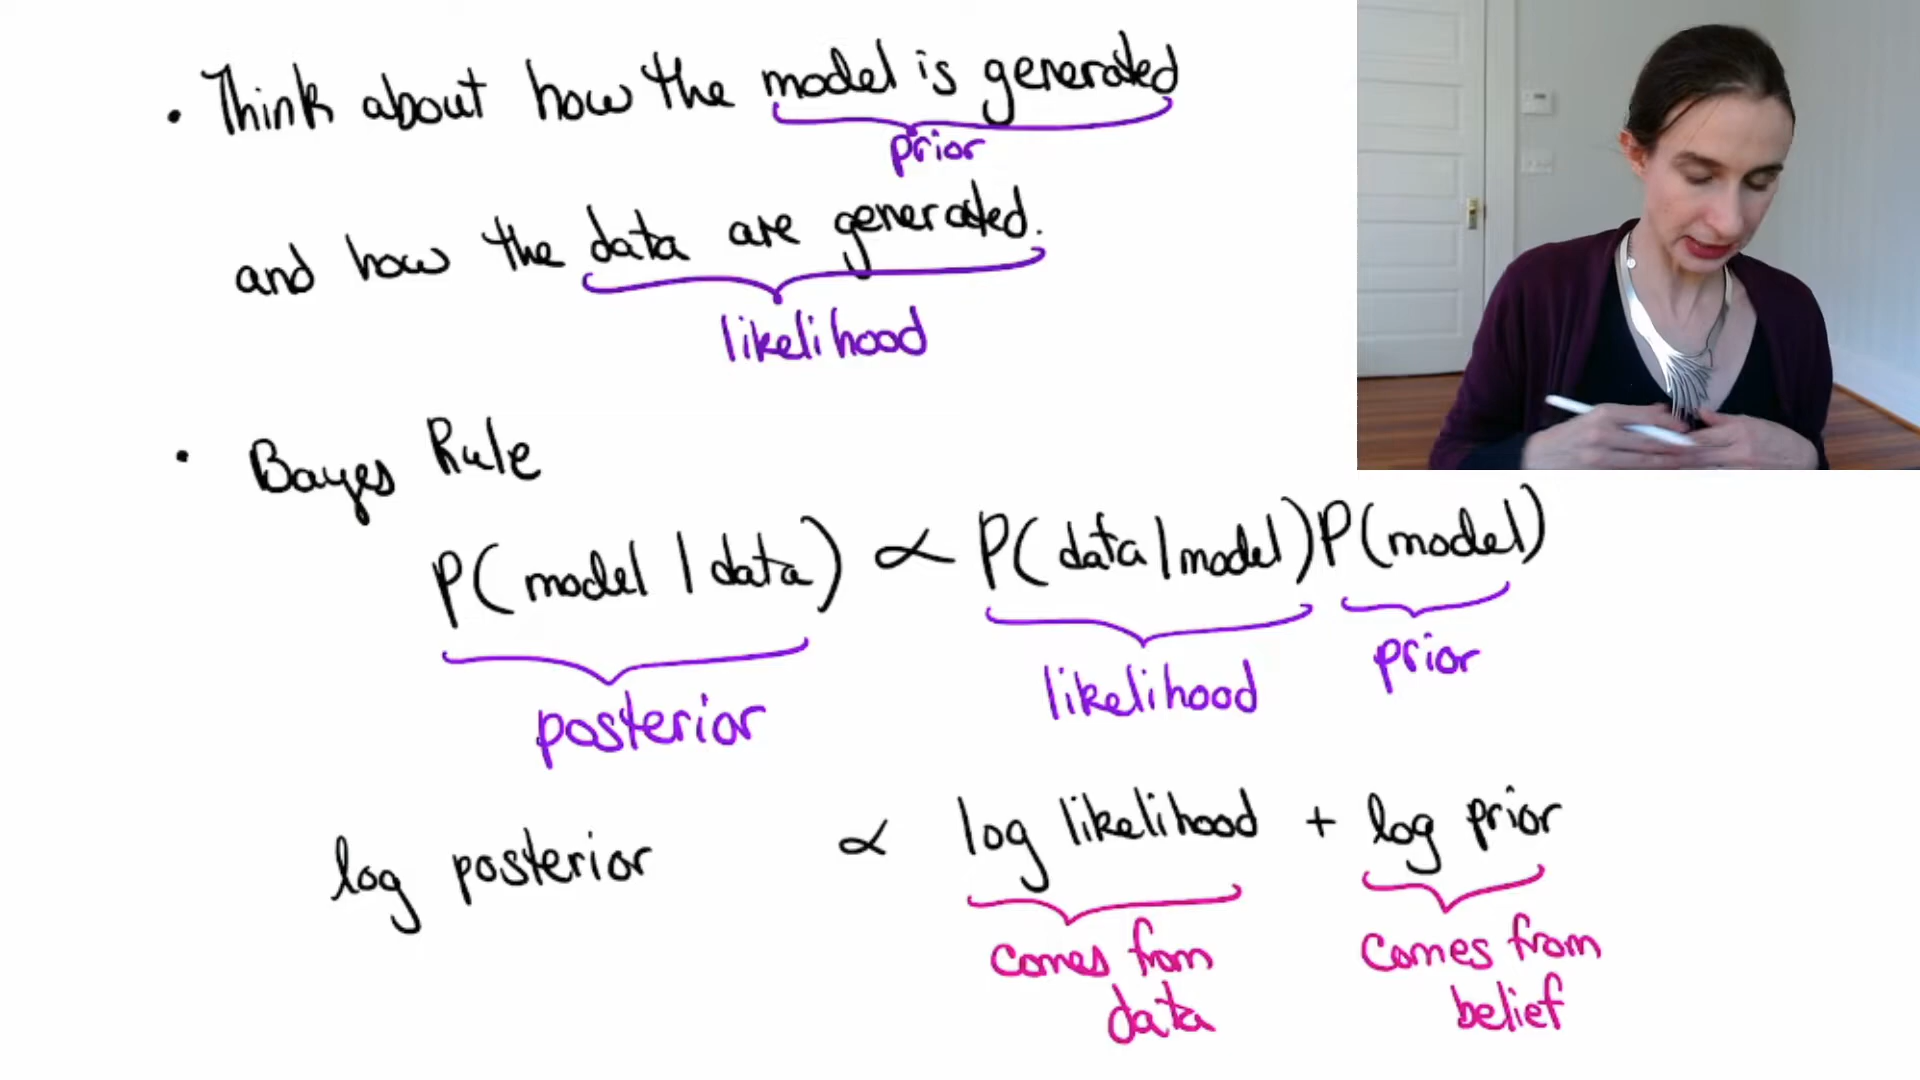 • Think about how the model is generated
prior
and how the data are generated.
likelihood
• Bayes Rule
P(model | data) ∝ P(data | model) P(model)
posterior likelihood prior
log posterior ∝ log likelihood + log prior
comes from comes from
data belief